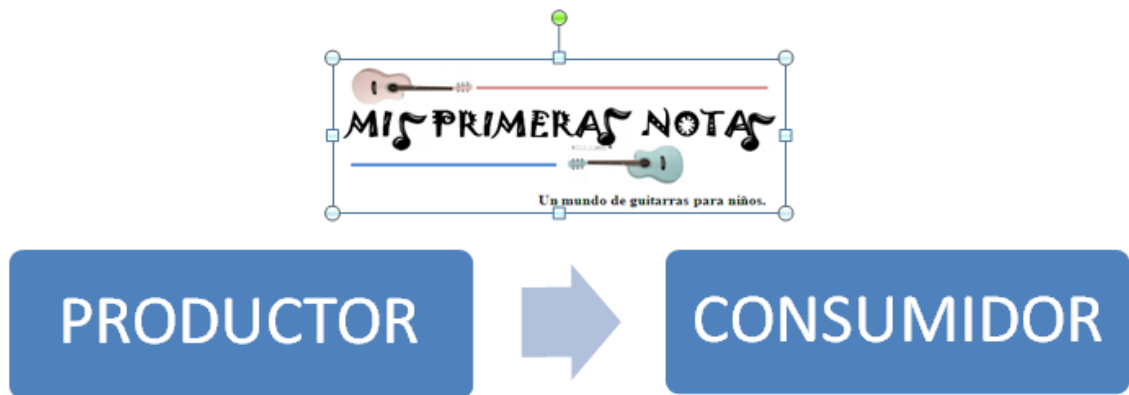 MIS PRIMERAS NOTAS
Un mundo de guitarras para niños.
PRODUCTOR
CONSUMIDOR